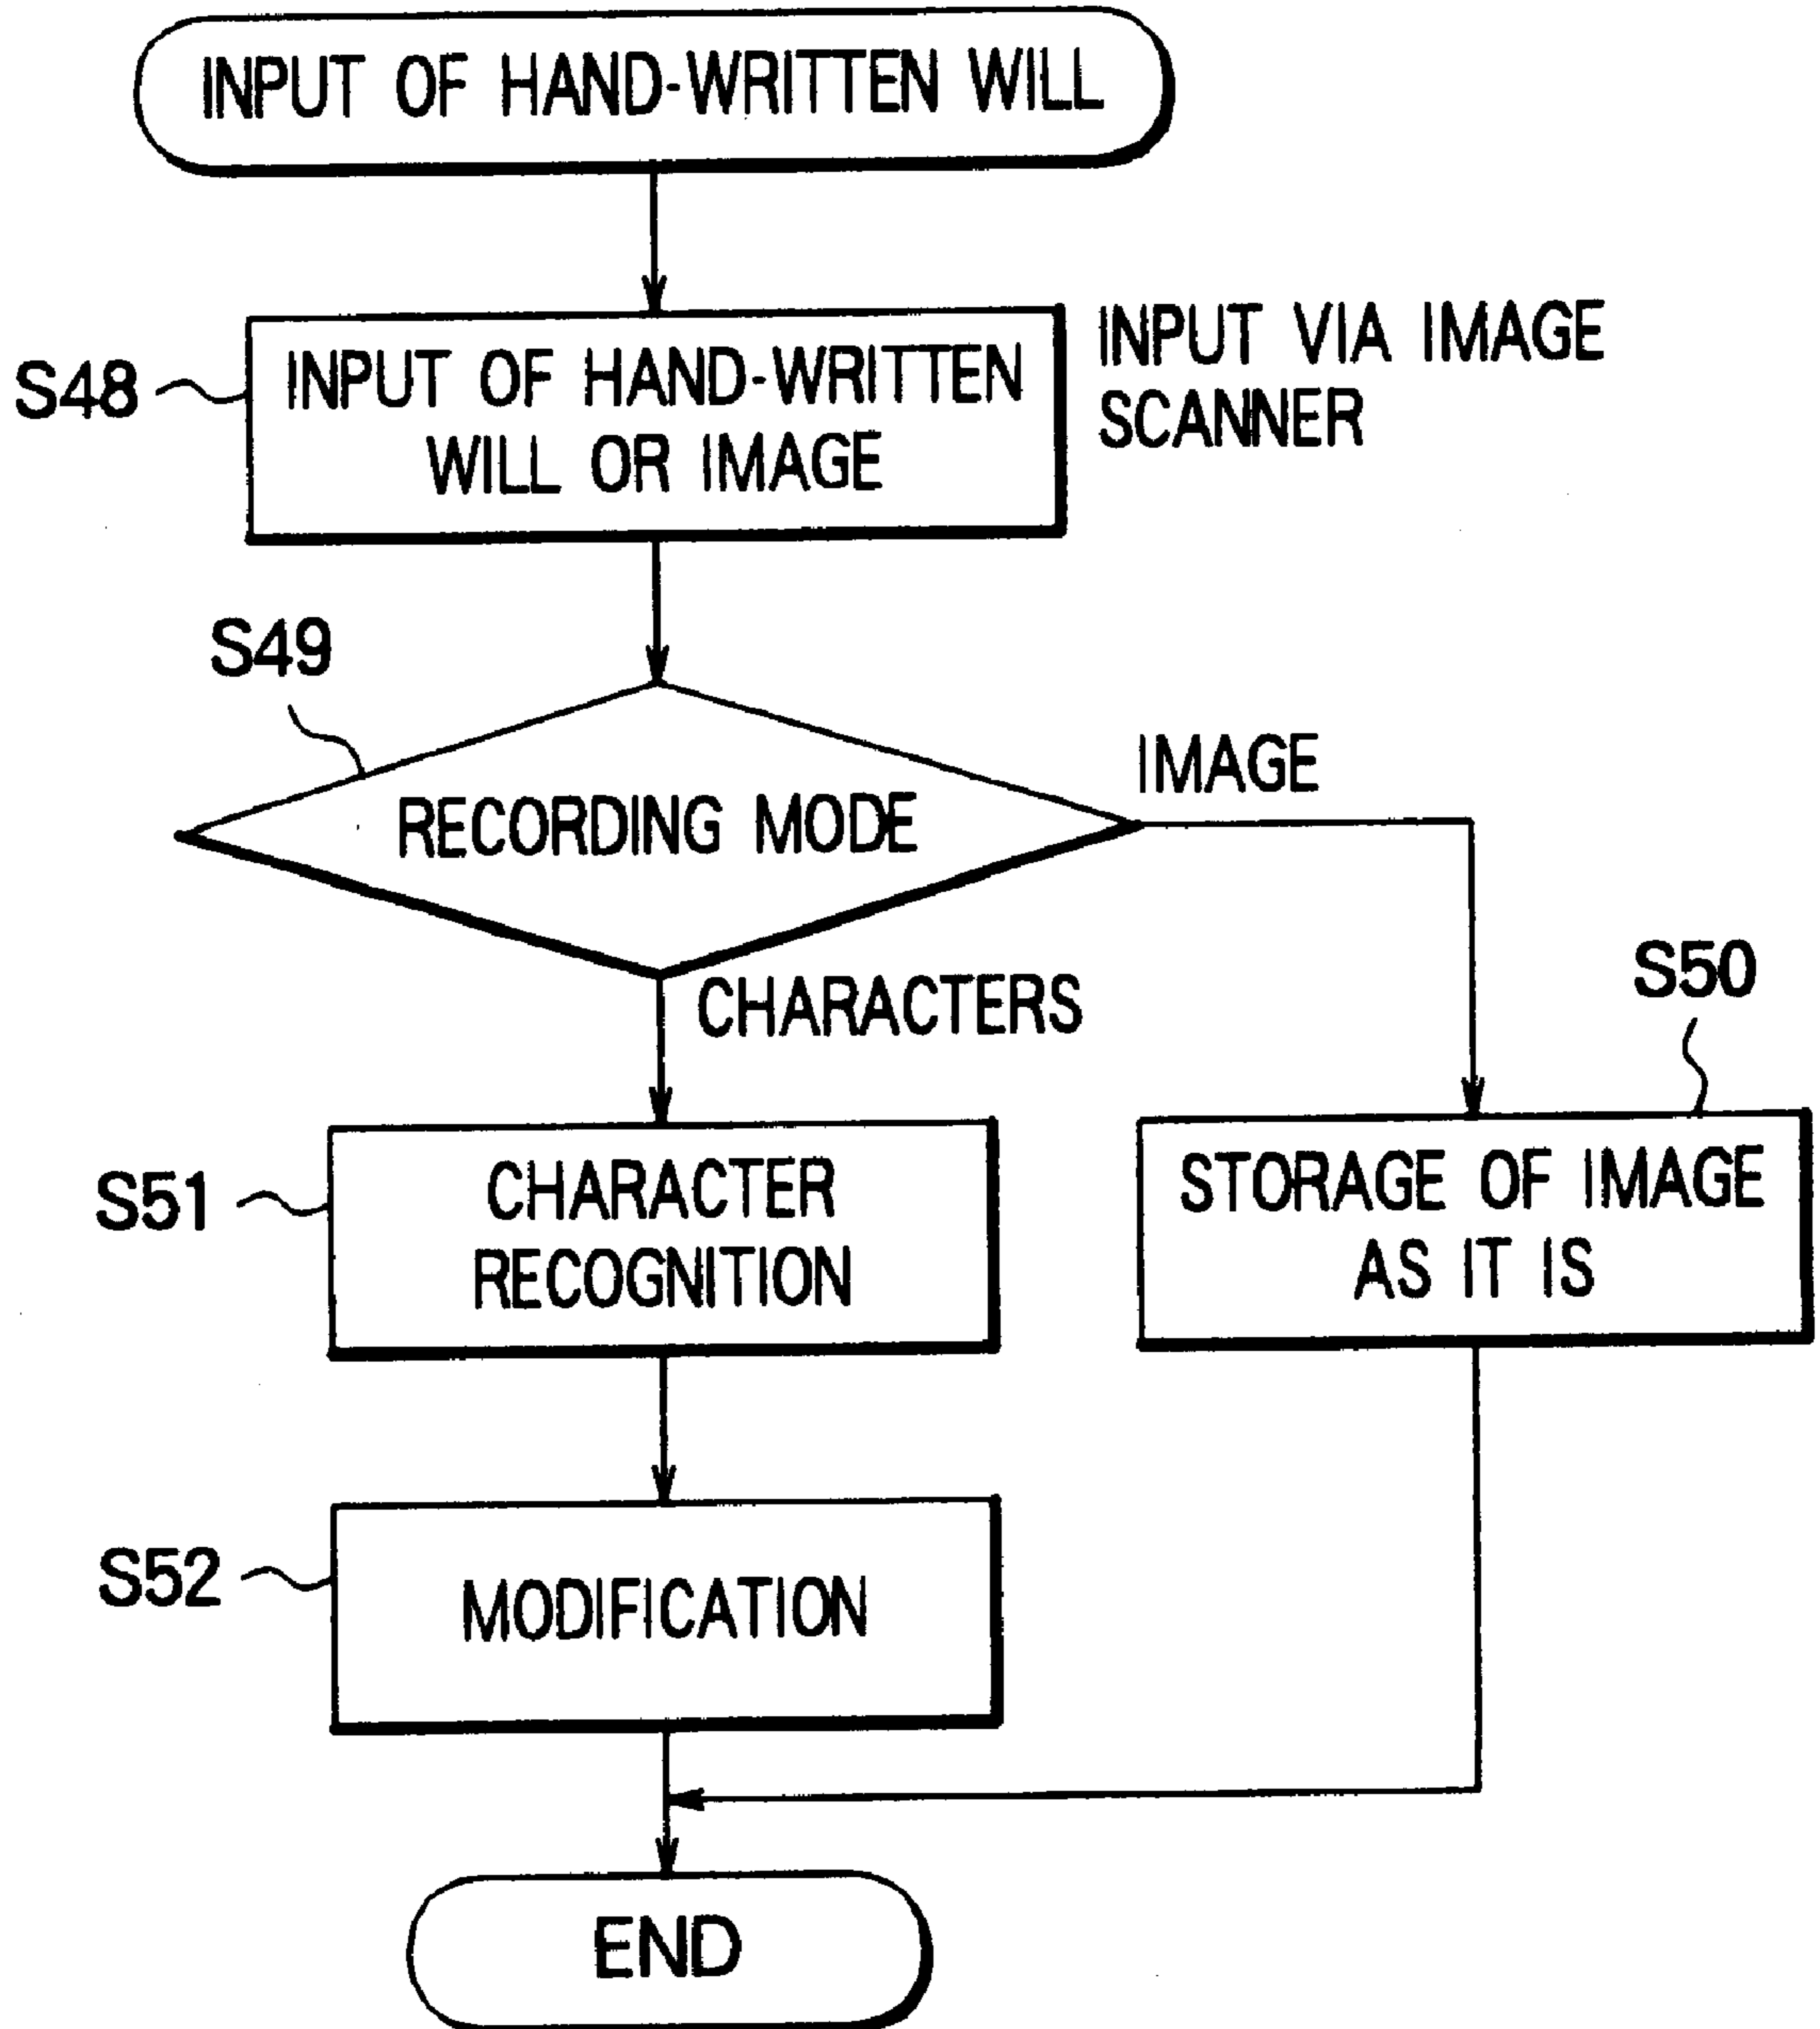 INPUT OF HAND-WRITTEN WILL
S48
INPUT OF HAND-WRITTEN
WILL OR IMAGE
INPUT VIA IMAGE
SCANNER
S49
RECORDING MODE
IMAGE
CHARACTERS
S50
STORAGE OF IMAGE
AS IT IS
S51
CHARACTER
RECOGNITION
S52
MODIFICATION
END